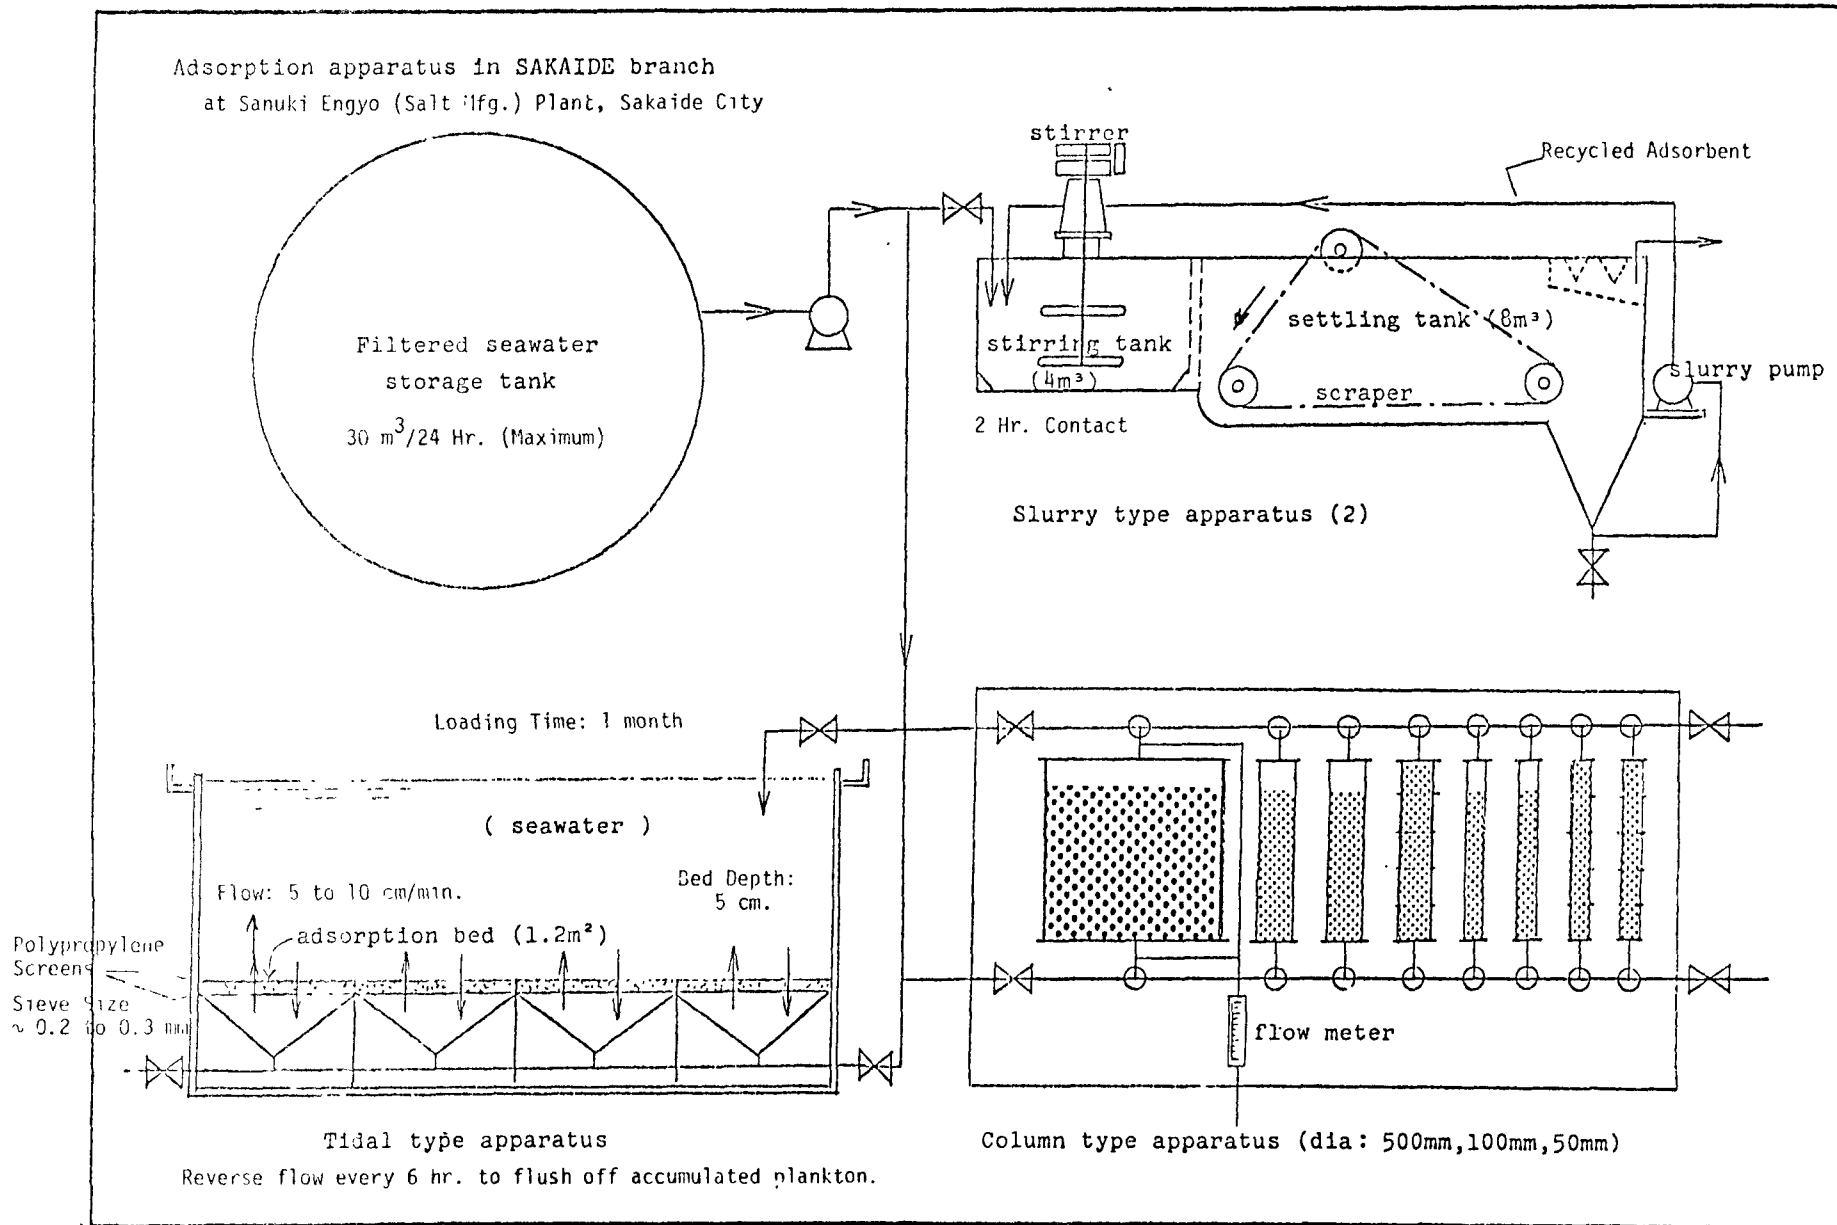 Adsorption apparatus in SAKAIDE branch
at Sanuki Engyo (Salt Mfg.) Plant, Sakaide City
stirrer
Recycled Adsorbent
Filtered seawater
storage tank
30 m³/24 Hr. (Maximum)
stirring tank
(4m³)
settling tank (8m³)
scraper
slurry pump
2 Hr. Contact
Slurry type apparatus (2)
Loading Time: 1 month
( seawater )
Flow: 5 to 10 cm/min.
Bed Depth:
5 cm.
adsorption bed (1.2m²)
Polypropylene
Screens
Sieve Size
~ 0.2 to 0.3 mm
flow meter
Tidal type apparatus
Reverse flow every 6 hr. to flush off accumulated plankton.
Column type apparatus (dia: 500mm,100mm,50mm)